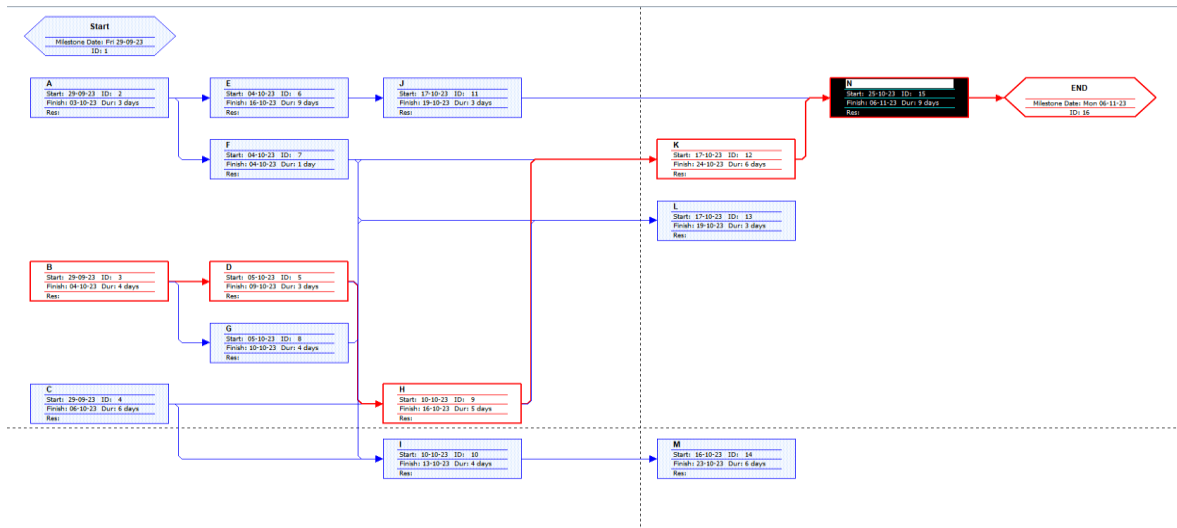 Start
Milestone Date: Fri 29-09-23
ID: 1
A
Start: 29-09-23 ID: 2
Finish: 03-10-23 Dur: 3 days
Res:
E
Start: 04-10-23 ID: 6
Finish: 16-10-23 Dur: 9 days
Res:
J
Start: 17-10-23 ID: 11
Finish: 19-10-23 Dur: 3 days
Res:
N
Start: 25-10-23 ID: 15
Finish: 06-11-23 Dur: 9 days
Res:
END
Milestone Date: Mon 06-11-23
ID: 16
F
Start: 04-10-23 ID: 7
Finish: 04-10-23 Dur: 1 day
Res:
K
Start: 17-10-23 ID: 12
Finish: 24-10-23 Dur: 6 days
Res:
L
Start: 17-10-23 ID: 13
Finish: 19-10-23 Dur: 3 days
Res:
B
Start: 29-09-23 ID: 3
Finish: 04-10-23 Dur: 4 days
Res:
D
Start: 05-10-23 ID: 5
Finish: 09-10-23 Dur: 3 days
Res:
G
Start: 05-10-23 ID: 8
Finish: 10-10-23 Dur: 4 days
Res:
C
Start: 29-09-23 ID: 4
Finish: 06-10-23 Dur: 6 days
Res:
H
Start: 10-10-23 ID: 9
Finish: 16-10-23 Dur: 5 days
Res:
I
Start: 10-10-23 ID: 10
Finish: 13-10-23 Dur: 4 days
Res:
M
Start: 16-10-23 ID: 14
Finish: 23-10-23 Dur: 6 days
Res: